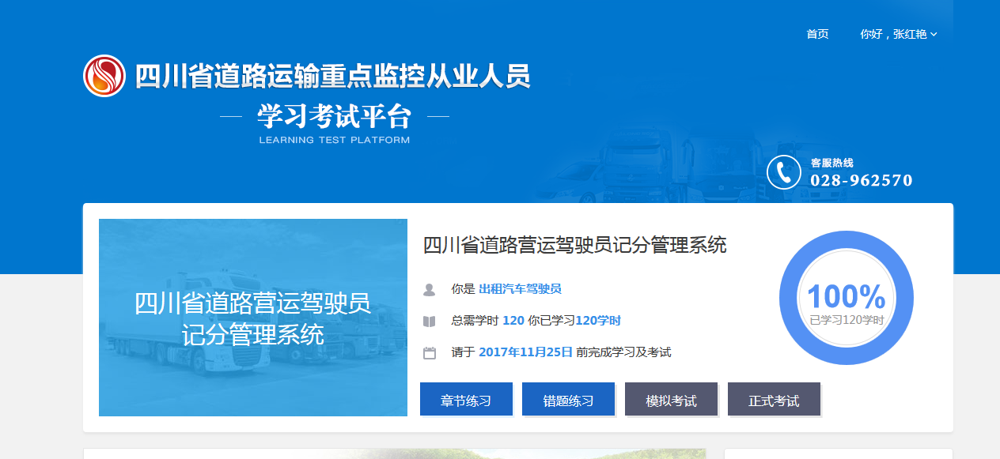 首页
你好，张红艳
四川省道路运输重点监控从业人员
学习考试平台
LEARNING TEST PLATFORM
客服热线
028-962570
四川省道路营运驾驶员
记分管理系统
四川省道路营运驾驶员记分管理系统
你是 出租汽车驾驶员
总需学时 120 你已学习120学时
请于 2017年11月25日 前完成学习及考试
100%
已学习120学时
章节练习
错题练习
模拟考试
正式考试